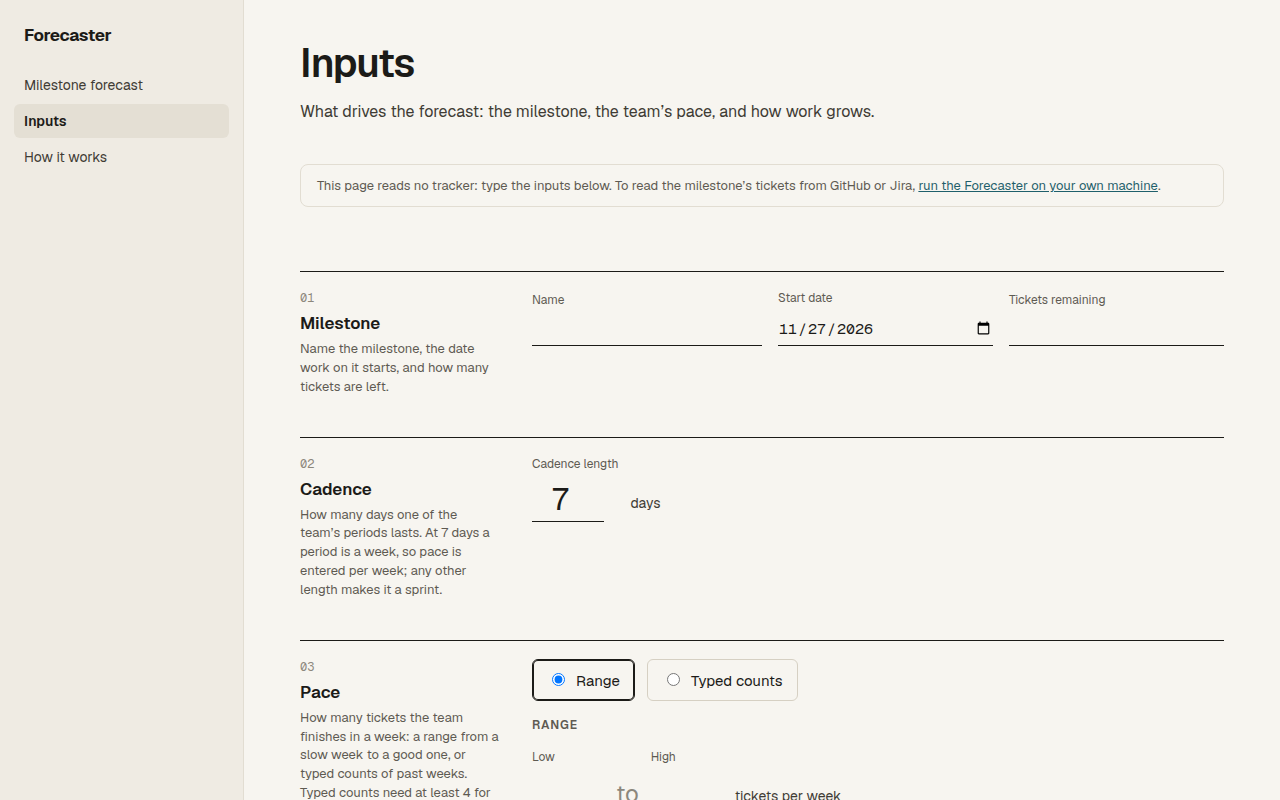 Forecaster
Milestone forecast
Inputs
How it works
Inputs
What drives the forecast: the milestone, the team's pace, and how work grows.
This page reads no tracker: type the inputs below. To read the milestone's tickets from GitHub or Jira, run the Forecaster on your own machine.
01
Milestone
Name the milestone, the date
work on it starts, and how many
tickets are left.
Name
Start date
Tickets remaining
11/27/2026
02
Cadence
How many days one of the
team's periods lasts. At 7 days a
period is a week, so pace is
entered per week; any other
length makes it a sprint.
Cadence length
7 days
03
Pace
How many tickets the team
finishes in a week: a range from a
slow week to a good one, or
typed counts of past weeks.
Typed counts need at least 4 for
Range
Typed counts
RANGE
Low
High
to
tickets per week